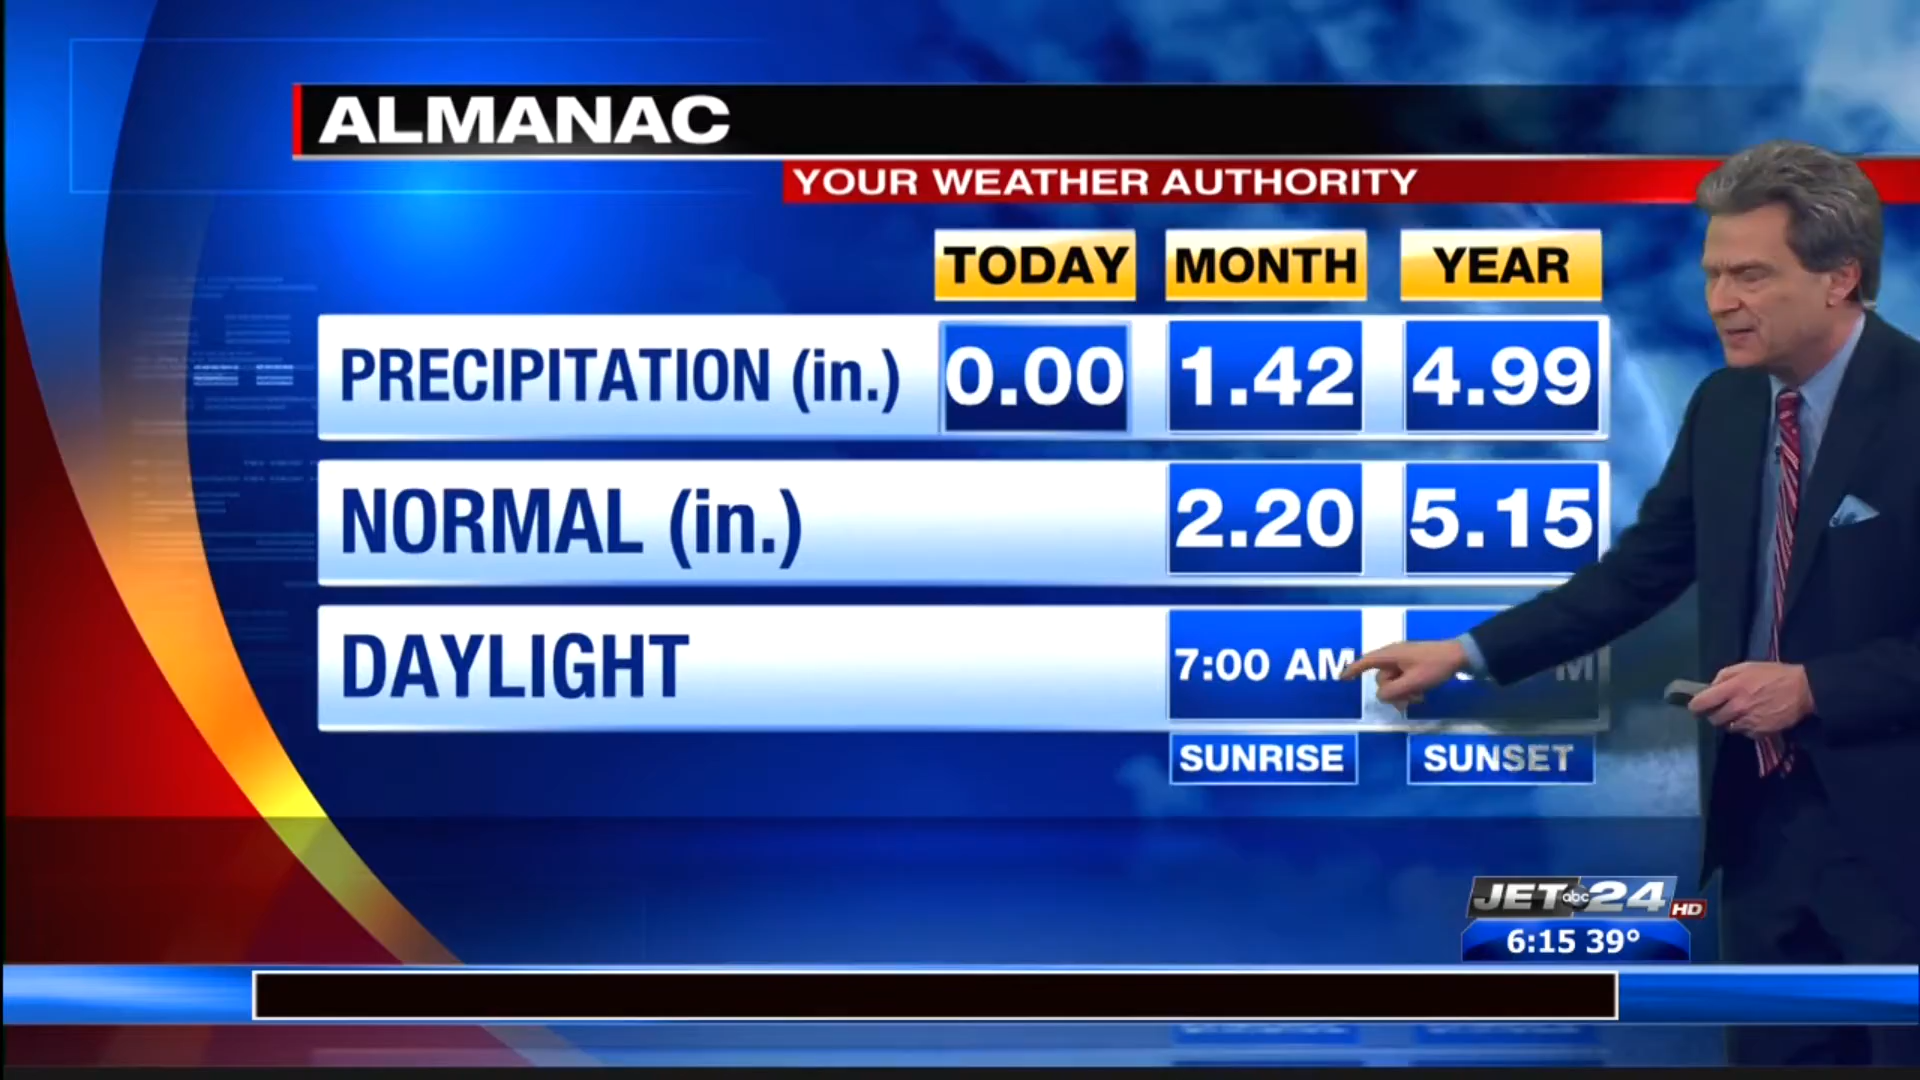 ALMANAC
YOUR WEATHER AUTHORITY
TODAY MONTH YEAR
PRECIPITATION (in.) 0.00 1.42 4.99
NORMAL (in.) 2.20 5.15
DAYLIGHT 7:00 AM
SUNRISE SUNSET
JET abc 24 HD
6:15 39°